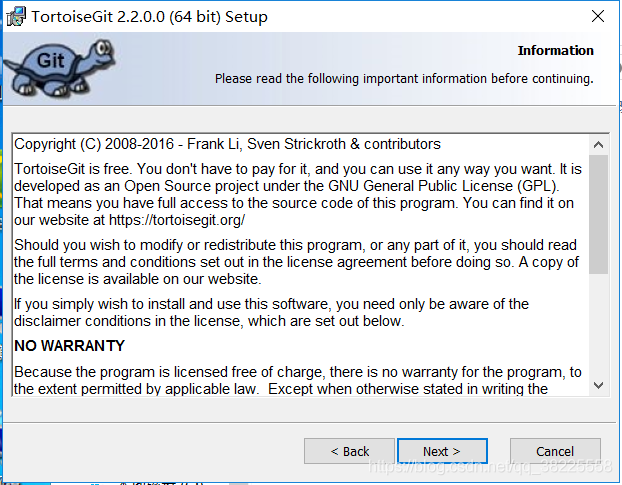 TortoiseGit 2.2.0.0 (64 bit) Setup
Git
Information
Please read the following important information before continuing.
Copyright (C) 2008-2016 - Frank Li, Sven Strickroth & contributors
TortoiseGit is free. You don't have to pay for it, and you can use it any way you want. It is
developed as an Open Source project under the GNU General Public License (GPL).
That means you have full access to the source code of this program. You can find it on
our website at https://tortoisegit.org/
Should you wish to modify or redistribute this program, or any part of it, you should read
the full terms and conditions set out in the license agreement before doing so. A copy of
the license is available on our website.
If you simply wish to install and use this software, you need only be aware of the
disclaimer conditions in the license, which are set out below.
NO WARRANTY
Because the program is licensed free of charge, there is no warranty for the program, to
the extent permitted by applicable law. Except when otherwise stated in writing the
< Back
Next >
Cancel
https://blog.csdn.net/qq_38225558